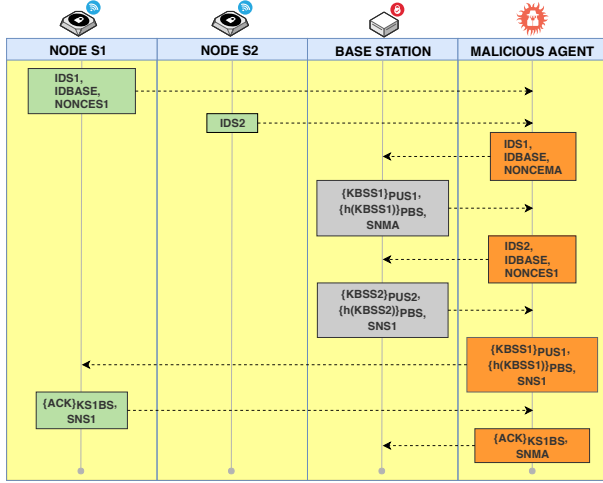 NODE S1 NODE S2 BASE STATION MALICIOUS AGENT
IDS1,
IDBASE,
NONCES1
IDS2
IDS1,
IDBASE,
NONCEMA
{KBSS1}PUS1,
{h(KBSS1)}PBS,
SNMA
IDS2,
IDBASE,
NONCES1
{KBSS2}PUS2,
{h(KBSS2)}PBS,
SNS1
{KBSS1}PUS1,
{h(KBSS1)}PBS,
SNS1
{ACK}KS1BS,
SNS1
{ACK}KS1BS,
SNMA